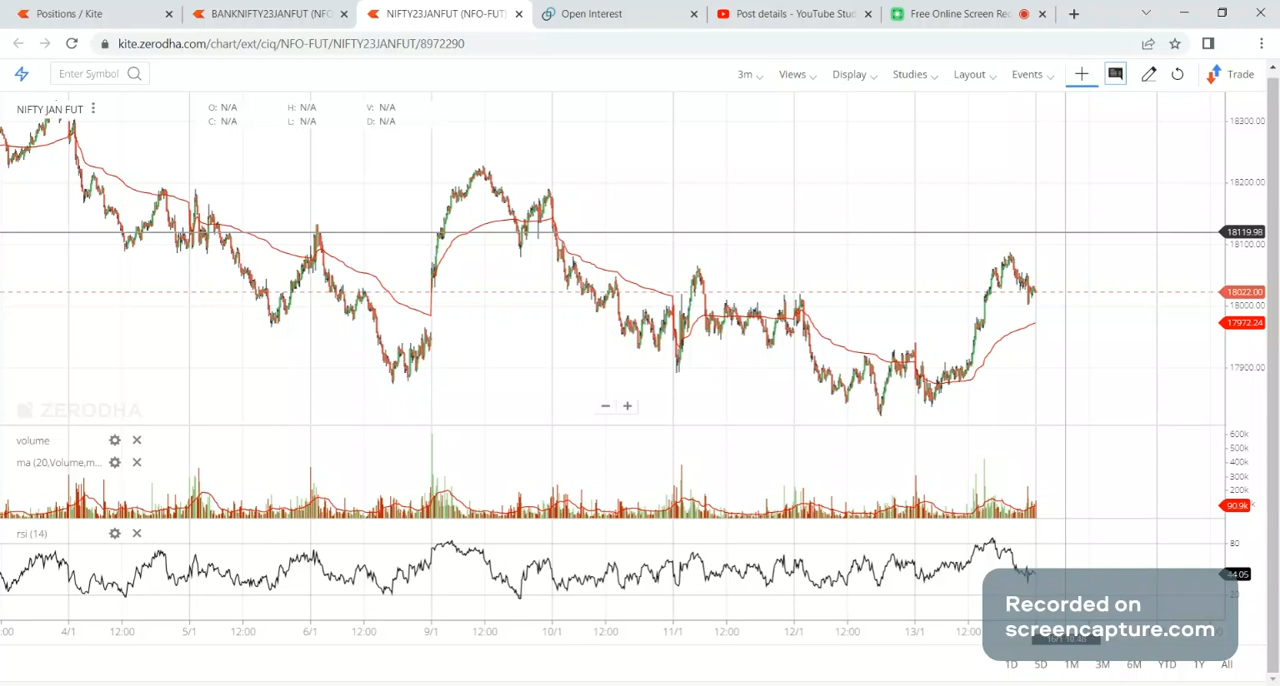 Positions / Kite
BANKNIFTY23JANFUT (NFO-
NIFTY23JANFUT (NFO-FUT)
Open Interest
Post details - YouTube Stu
Free Online Screen Rec
kite.zerodha.com/chart/ext/ciq/NFO-FUT/NIFTY23JANFUT/8972290
Enter Symbol
3m Views Display Studies Layout Events Trade
NIFTY JAN FUT
O: N/A H: N/A V: N/A
C: N/A L: N/A D: N/A
18300.00
18200.00
18119.98
18100.00
18022.00
18000.00
17972.24
17900.00
ZERODHA
volume
ma (20,Volume,m...
600k
500k
400k
300k
200k
90.9k
rsi (14)
80
44.05
20
:00 4/1 12:00 5/1 12:00 6/1 12:00 9/1 12:00 10/1 12:00 11/1 12:00 12/1 12:00 13/1 12:00
Recorded on
screencapture.com
1D 5D 1M 3M 6M YTD 1Y All